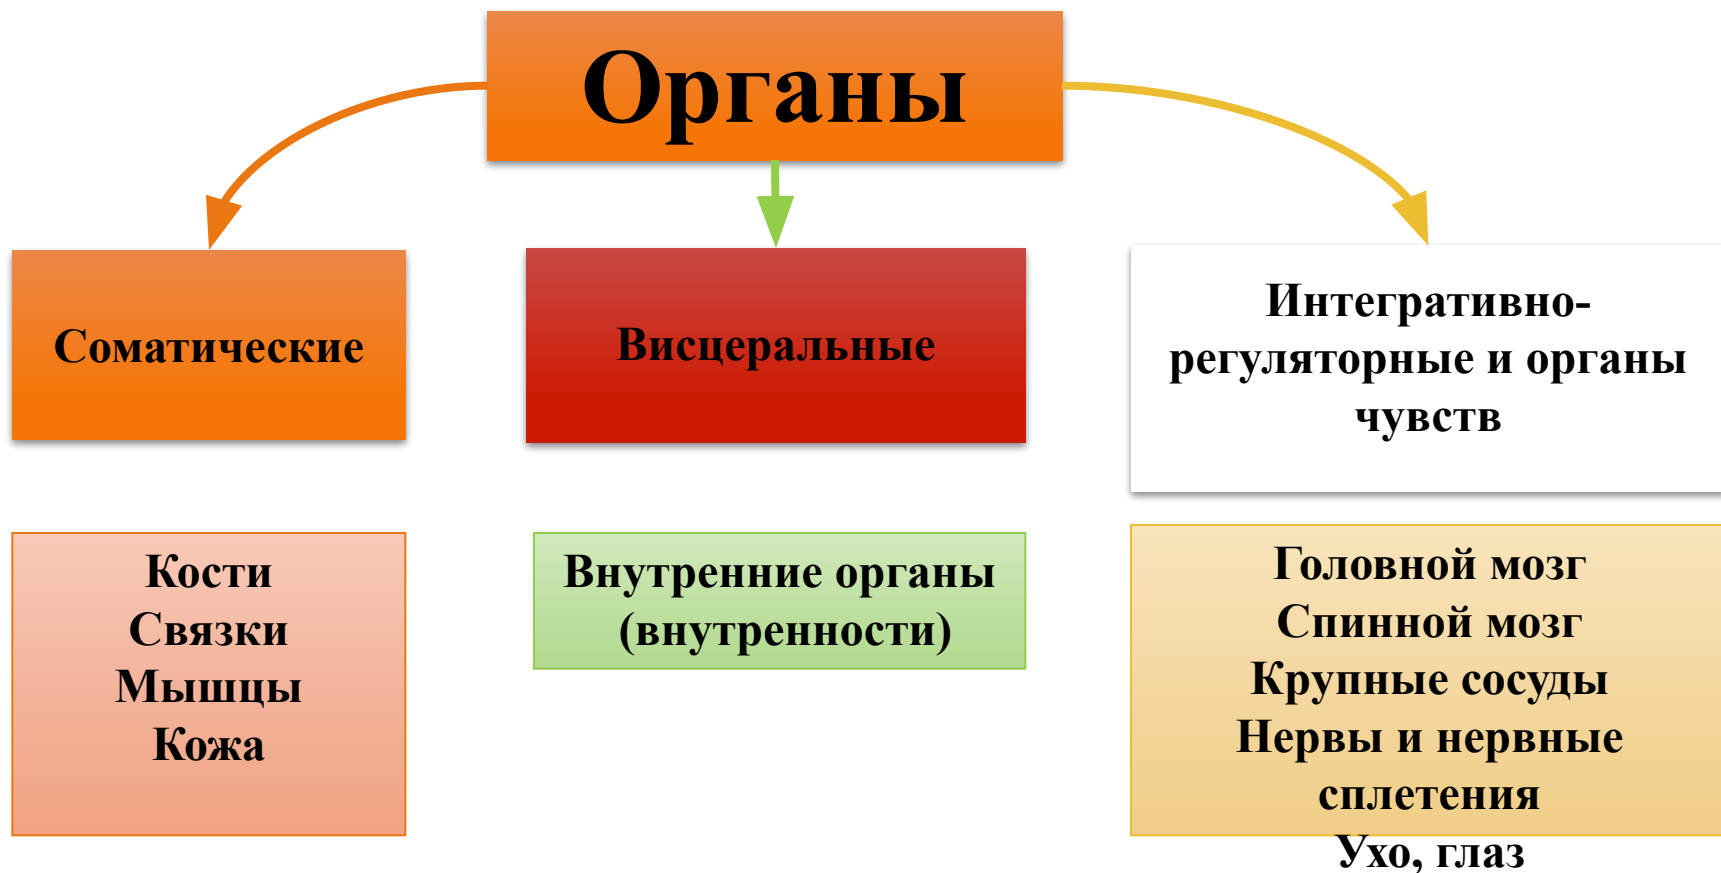 Органы
Соматические
Висцеральные
Интегративно-
регуляторные и органы
чувств
Кости
Связки
Мышцы
Кожа
Внутренние органы
(внутренности)
Головной мозг
Спинной мозг
Крупные сосуды
Нервы и нервные
сплетения
Ухо, глаз